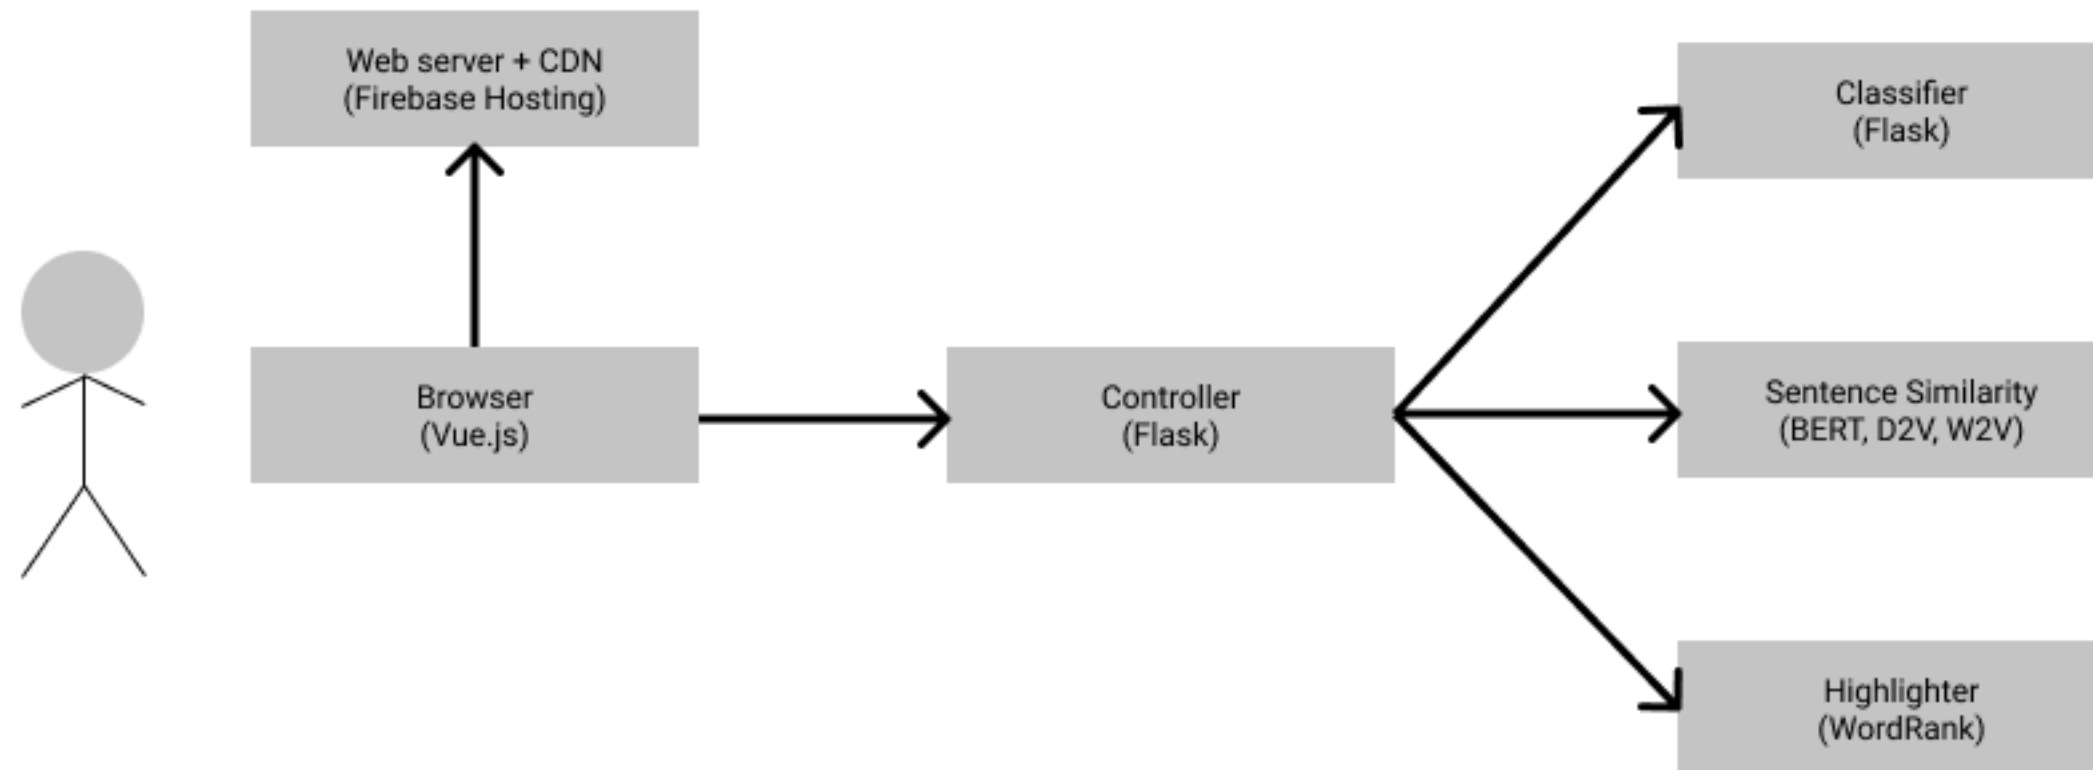 Web server + CDN
(Firebase Hosting)
Classifier
(Flask)
Browser
(Vue.js)
Controller
(Flask)
Sentence Similarity
(BERT, D2V, W2V)
Highlighter
(WordRank)